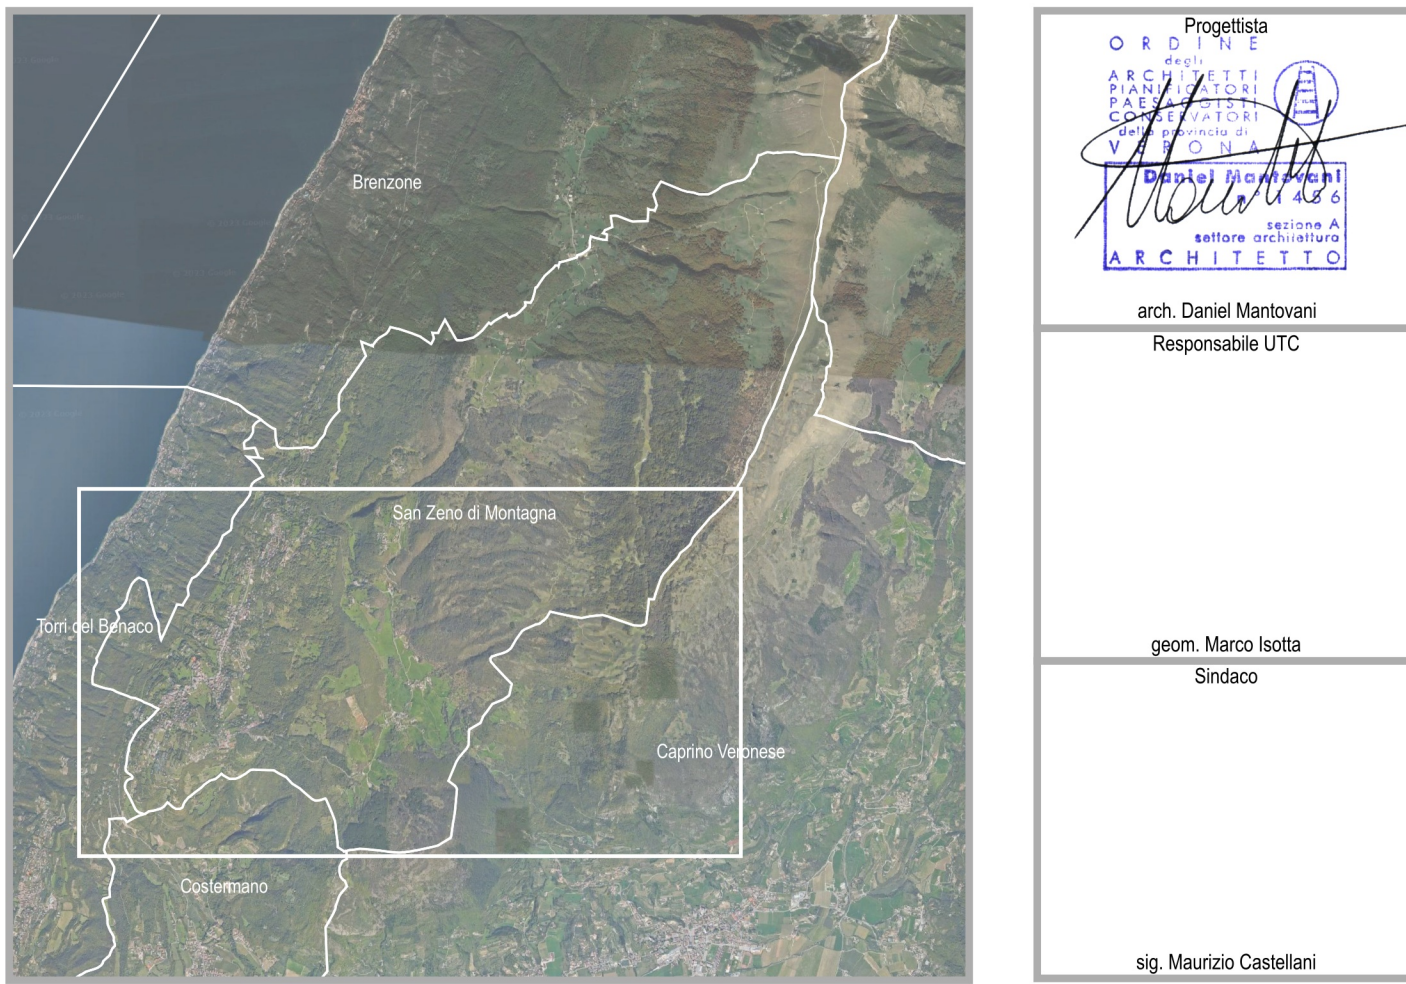 Brenzone
San Zeno di Montagna
Torri del Benaco
Caprino Veronese
Costermano
Progettista
ORDINE
degli
ARCHITETTI
PIANIFICATORI
PAESAGGISTI
CONSERVATORI
della provincia di
VERONA
Daniel Mantovani
n° 1456
sezione A
settore architettura
ARCHITETTO
arch. Daniel Mantovani
Responsabile UTC
geom. Marco Isotta
Sindaco
sig. Maurizio Castellani